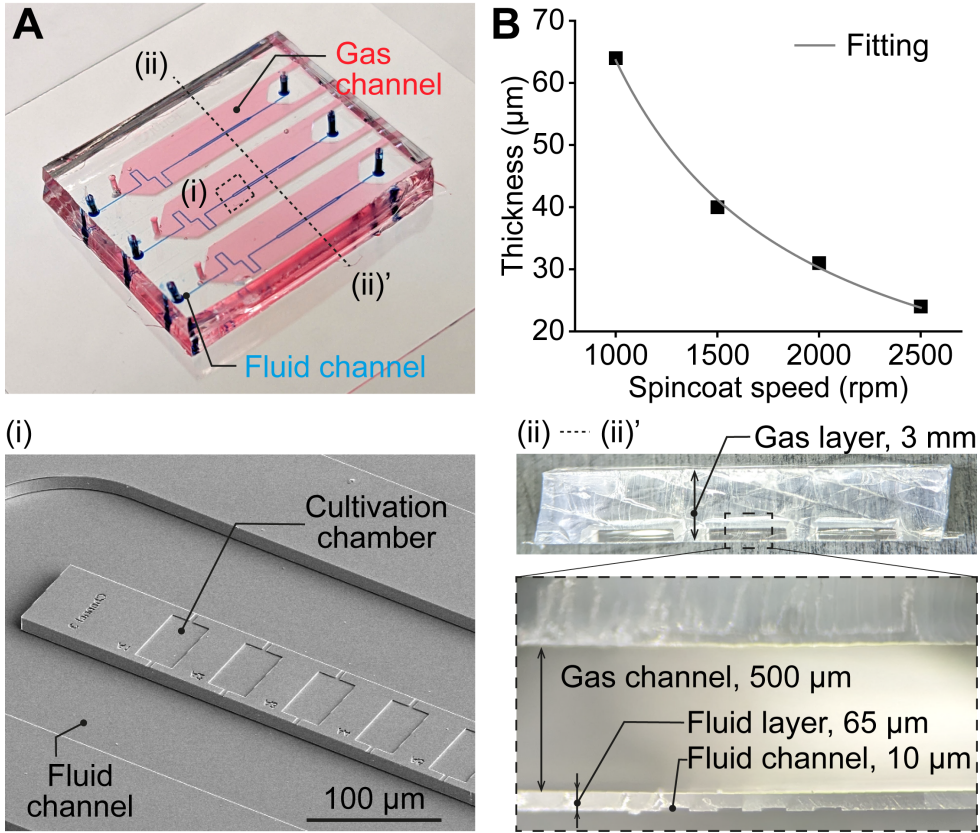 A
(ii)
Gas
channel
(i)
(ii)'
Fluid channel
B
70
60
50
40
30
20
Thickness (µm)
Fitting
1000 1500 2000 2500
Spincoat speed (rpm)
(i)
Cultivation
chamber
Fluid
channel
100 µm
(ii) ---- (ii)'
Gas layer, 3 mm
Gas channel, 500 µm
Fluid layer, 65 µm
Fluid channel, 10 µm